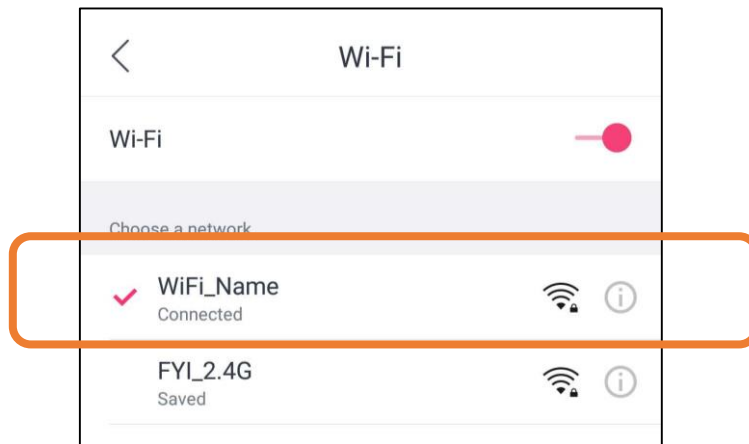 Wi-Fi
Wi-Fi
Choose a network
WiFi_Name
Connected
FYI_2.4G
Saved